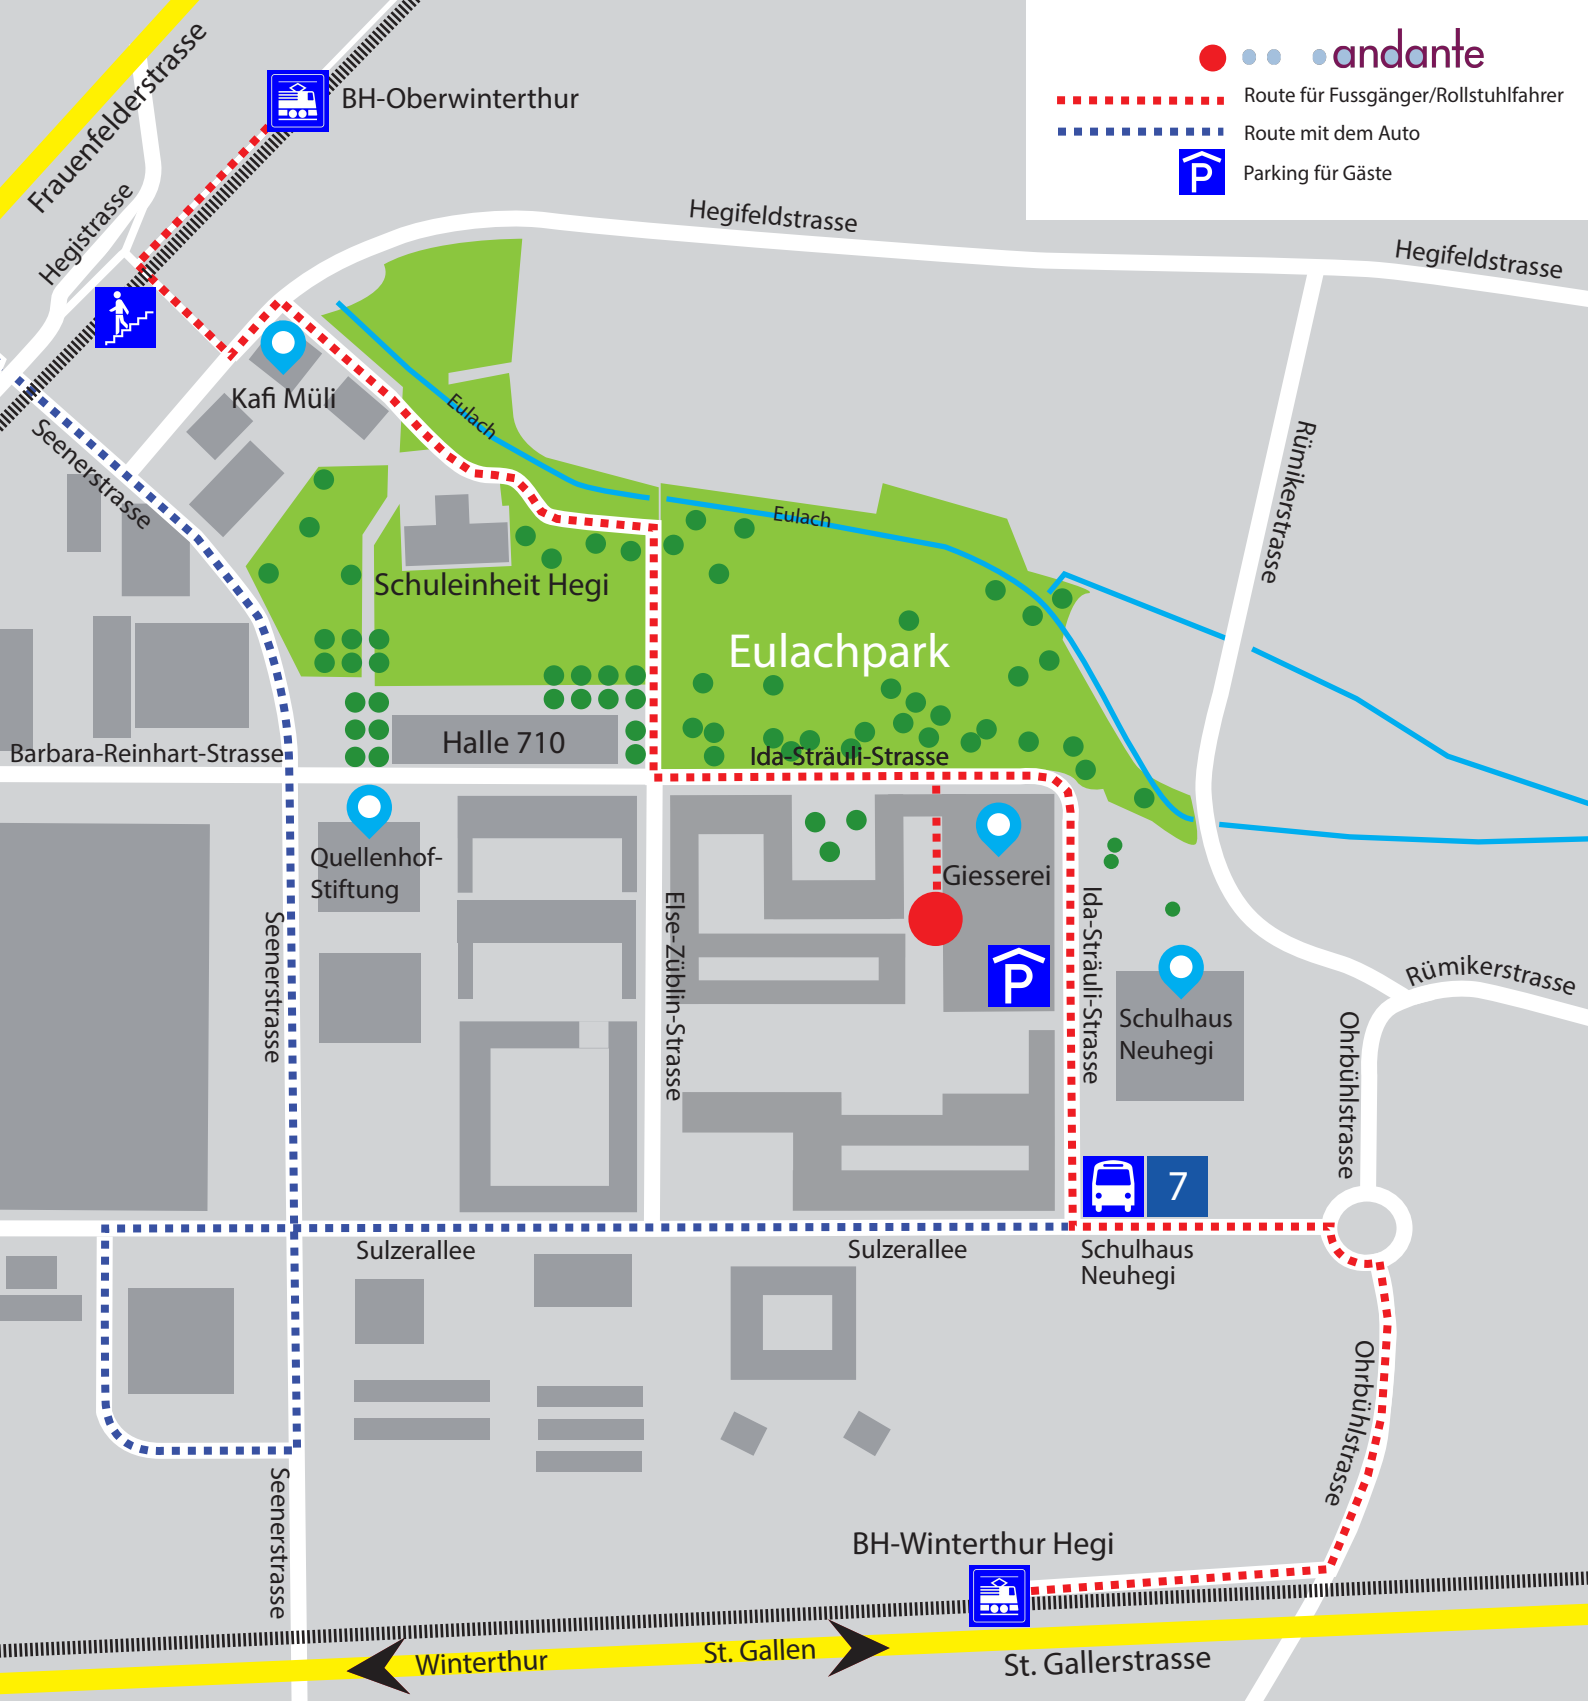 andante
Route für Fussgänger/Rollstuhlfahrer
Route mit dem Auto
P
Parking für Gäste
Frauenfelderstrasse
BH-Oberwinterthur
Hegistrasse
Hegifeldstrasse
Hegifeldstrasse
Kafi Müli
Eulach
Seenerstrasse
Rümikerstrasse
Eulach
Schuleinheit Hegi
Eulachpark
Halle 710
Barbara-Reinhart-Strasse
Ida-Sträuli-Strasse
Quellenhof-
Stiftung
Giesserei
Seenerstrasse
Else-Züblin-Strasse
Ida-Sträuli-Strasse
P
Schulhaus
Neuhegi
Rümikerstrasse
Ohrbühlstrasse
7
Sulzerallee
Sulzerallee
Schulhaus
Neuhegi
Ohrbühlstrasse
Seenerstrasse
BH-Winterthur Hegi
Winterthur
St. Gallen
St. Gallerstrasse